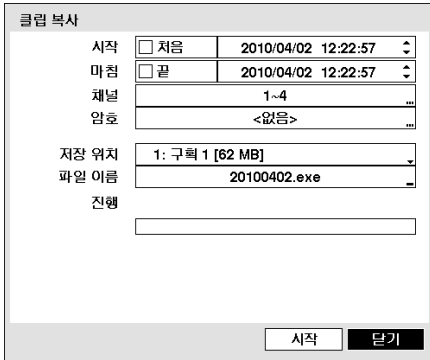 클립 복사
시작 처음 2010/04/02 12:22:57
마침 끝 2010/04/02 12:22:57
채널 1~4 ...
암호 <없음> ...
저장 위치 1: 구획 1 [62 MB]
파일 이름 20100402.exe
진행
시작 닫기